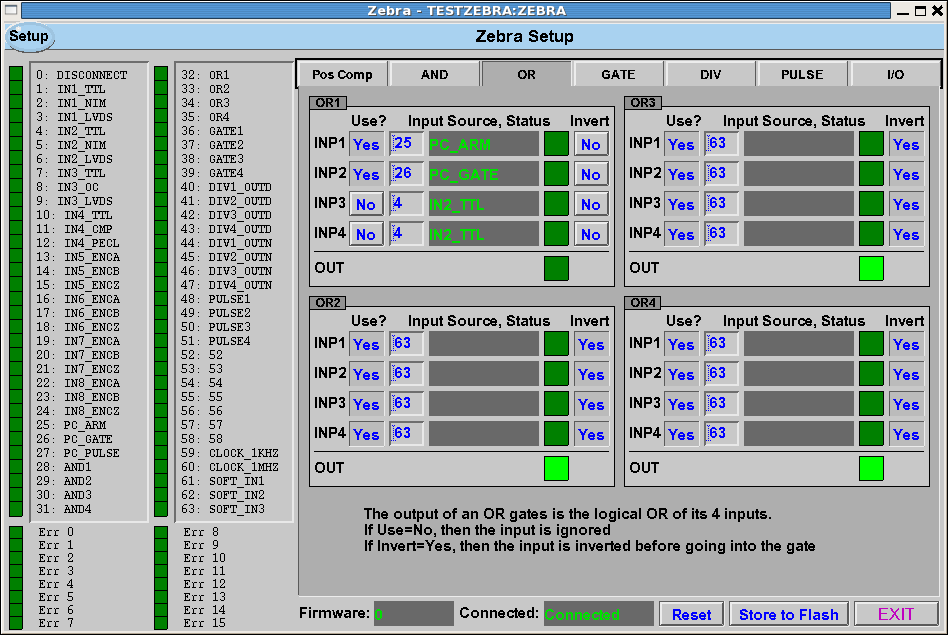 Zebra - TESTZEBRA:ZEBRA
Setup
Zebra Setup
0: DISCONNECT
1: IN1_TTL
2: IN1_NIM
3: IN1_LVDS
4: IN2_TTL
5: IN2_NIM
6: IN2_LVDS
7: IN3_TTL
8: IN3_OC
9: IN3_LVDS
10: IN4_TTL
11: IN4_CMP
12: IN4_PECL
13: IN5_ENCA
14: IN5_ENCB
15: IN5_ENCZ
16: IN6_ENCA
17: IN6_ENCB
18: IN6_ENCZ
19: IN7_ENCA
20: IN7_ENCB
21: IN7_ENCZ
22: IN8_ENCA
23: IN8_ENCB
24: IN8_ENCZ
25: PC_ARM
26: PC_GATE
27: PC_PULSE
28: AND1
29: AND2
30: AND3
31: AND4
32: OR1
33: OR2
34: OR3
35: OR4
36: GATE1
37: GATE2
38: GATE3
39: GATE4
40: DIV1_OUTD
41: DIV2_OUTD
42: DIV3_OUTD
43: DIV4_OUTD
44: DIV1_OUTN
45: DIV2_OUTN
46: DIV3_OUTN
47: DIV4_OUTN
48: PULSE1
49: PULSE2
50: PULSE3
51: PULSE4
52: 52
53: 53
54: 54
55: 55
56: 56
57: 57
58: 58
59: CLOCK_1KHZ
60: CLOCK_1MHZ
61: SOFT_IN1
62: SOFT_IN2
63: SOFT_IN3
Err 0
Err 1
Err 2
Err 3
Err 4
Err 5
Err 6
Err 7
Err 8
Err 9
Err 10
Err 11
Err 12
Err 13
Err 14
Err 15
Pos Comp AND OR GATE DIV PULSE I/O
OR1
Use? Input Source, Status Invert
INP1 Yes 25 PC_ARM No
INP2 Yes 26 PC_GATE No
INP3 No 4 IN2_TTL No
INP4 No 4 IN2_TTL No
OUT
OR3
Use? Input Source, Status Invert
INP1 Yes 63 Yes
INP2 Yes 63 Yes
INP3 Yes 63 Yes
INP4 Yes 63 Yes
OUT
OR2
Use? Input Source, Status Invert
INP1 Yes 63 Yes
INP2 Yes 63 Yes
INP3 Yes 63 Yes
INP4 Yes 63 Yes
OUT
OR4
Use? Input Source, Status Invert
INP1 Yes 63 Yes
INP2 Yes 63 Yes
INP3 Yes 63 Yes
INP4 Yes 63 Yes
OUT
The output of an OR gates is the logical OR of its 4 inputs.
If Use=No, then the input is ignored
If Invert=Yes, then the input is inverted before going into the gate
Firmware: 0 Connected: Connected Reset Store to Flash EXIT